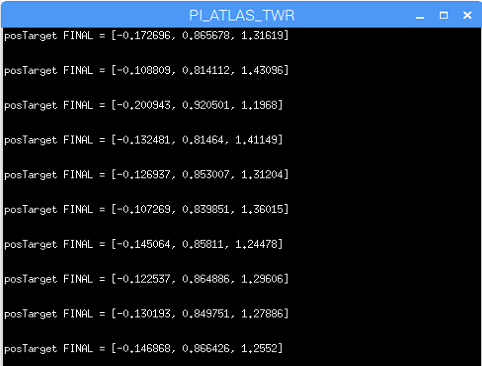 PI_ATLAS_TWR
posTarget FINAL = [-0.172696, 0.865678, 1.31619]
posTarget FINAL = [-0.108809, 0.814112, 1.43096]
posTarget FINAL = [-0.200943, 0.920501, 1.1968]
posTarget FINAL = [-0.132481, 0.81464, 1.41149]
posTarget FINAL = [-0.126937, 0.853007, 1.31204]
posTarget FINAL = [-0.107269, 0.839851, 1.36015]
posTarget FINAL = [-0.145064, 0.85811, 1.24478]
posTarget FINAL = [-0.122537, 0.864886, 1.29606]
posTarget FINAL = [-0.130193, 0.849751, 1.27886]
posTarget FINAL = [-0.146868, 0.866426, 1.2552]